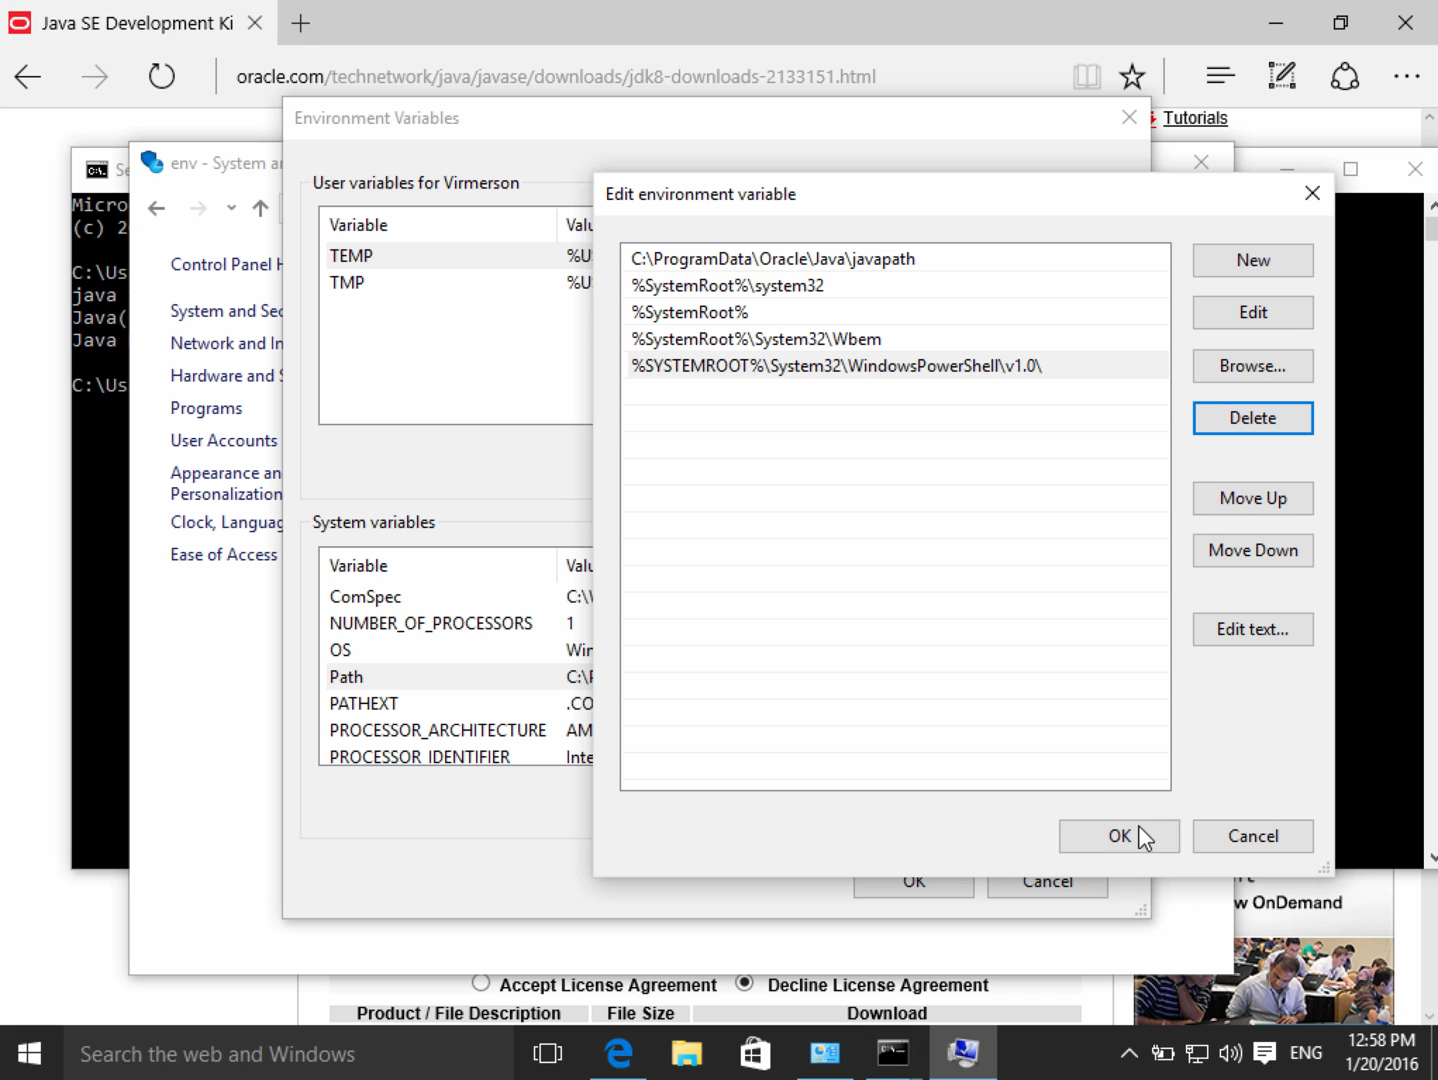 Java SE Development Ki
oracle.com/technetwork/java/javase/downloads/jdk8-downloads-2133151.html
Tutorials
Environment Variables
env - System ar
Micro
(c) 2
C:\Us
java
Java(
Java
C:\Us
Control Panel H
System and Sec
Network and In
Hardware and S
Programs
User Accounts
Appearance an
Personalization
Clock, Languag
Ease of Access
User variables for Virmerson
Variable
Valu
TEMP
%U
TMP
%U
System variables
Variable
Valu
ComSpec
C:\
NUMBER_OF_PROCESSORS
1
OS
Win
Path
C:\P
PATHEXT
.CO
PROCESSOR_ARCHITECTURE
AM
PROCESSOR IDENTIFIER
Inte
OK
Cancel
Edit environment variable
C:\ProgramData\Oracle\Java\javapath
%SystemRoot%\system32
%SystemRoot%
%SystemRoot%\System32\Wbem
%SYSTEMROOT%\System32\WindowsPowerShell\v1.0\
New
Edit
Browse...
Delete
Move Up
Move Down
Edit text...
OK
Cancel
w OnDemand
Accept License Agreement
Decline License Agreement
Product / File Description
File Size
Download
Search the web and Windows
ENG
12:58 PM
1/20/2016